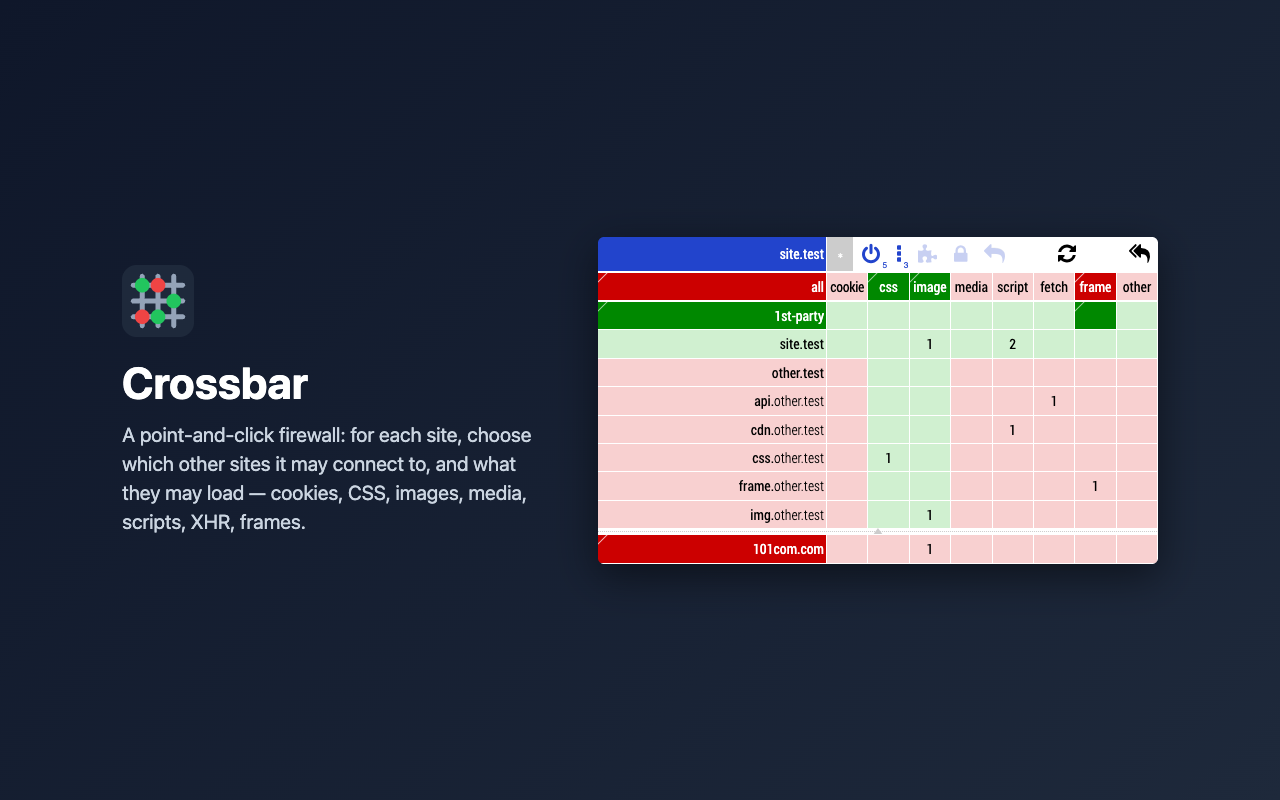 Crossbar
A point-and-click firewall: for each site, choose
which other sites it may connect to, and what
they may load — cookies, CSS, images, media,
scripts, XHR, frames.
site.test * 5 3
all cookie css image media script fetch frame other
1st-party
site.test 1 2
other.test
api.other.test 1
cdn.other.test 1
css.other.test 1
frame.other.test 1
img.other.test 1
101com.com 1